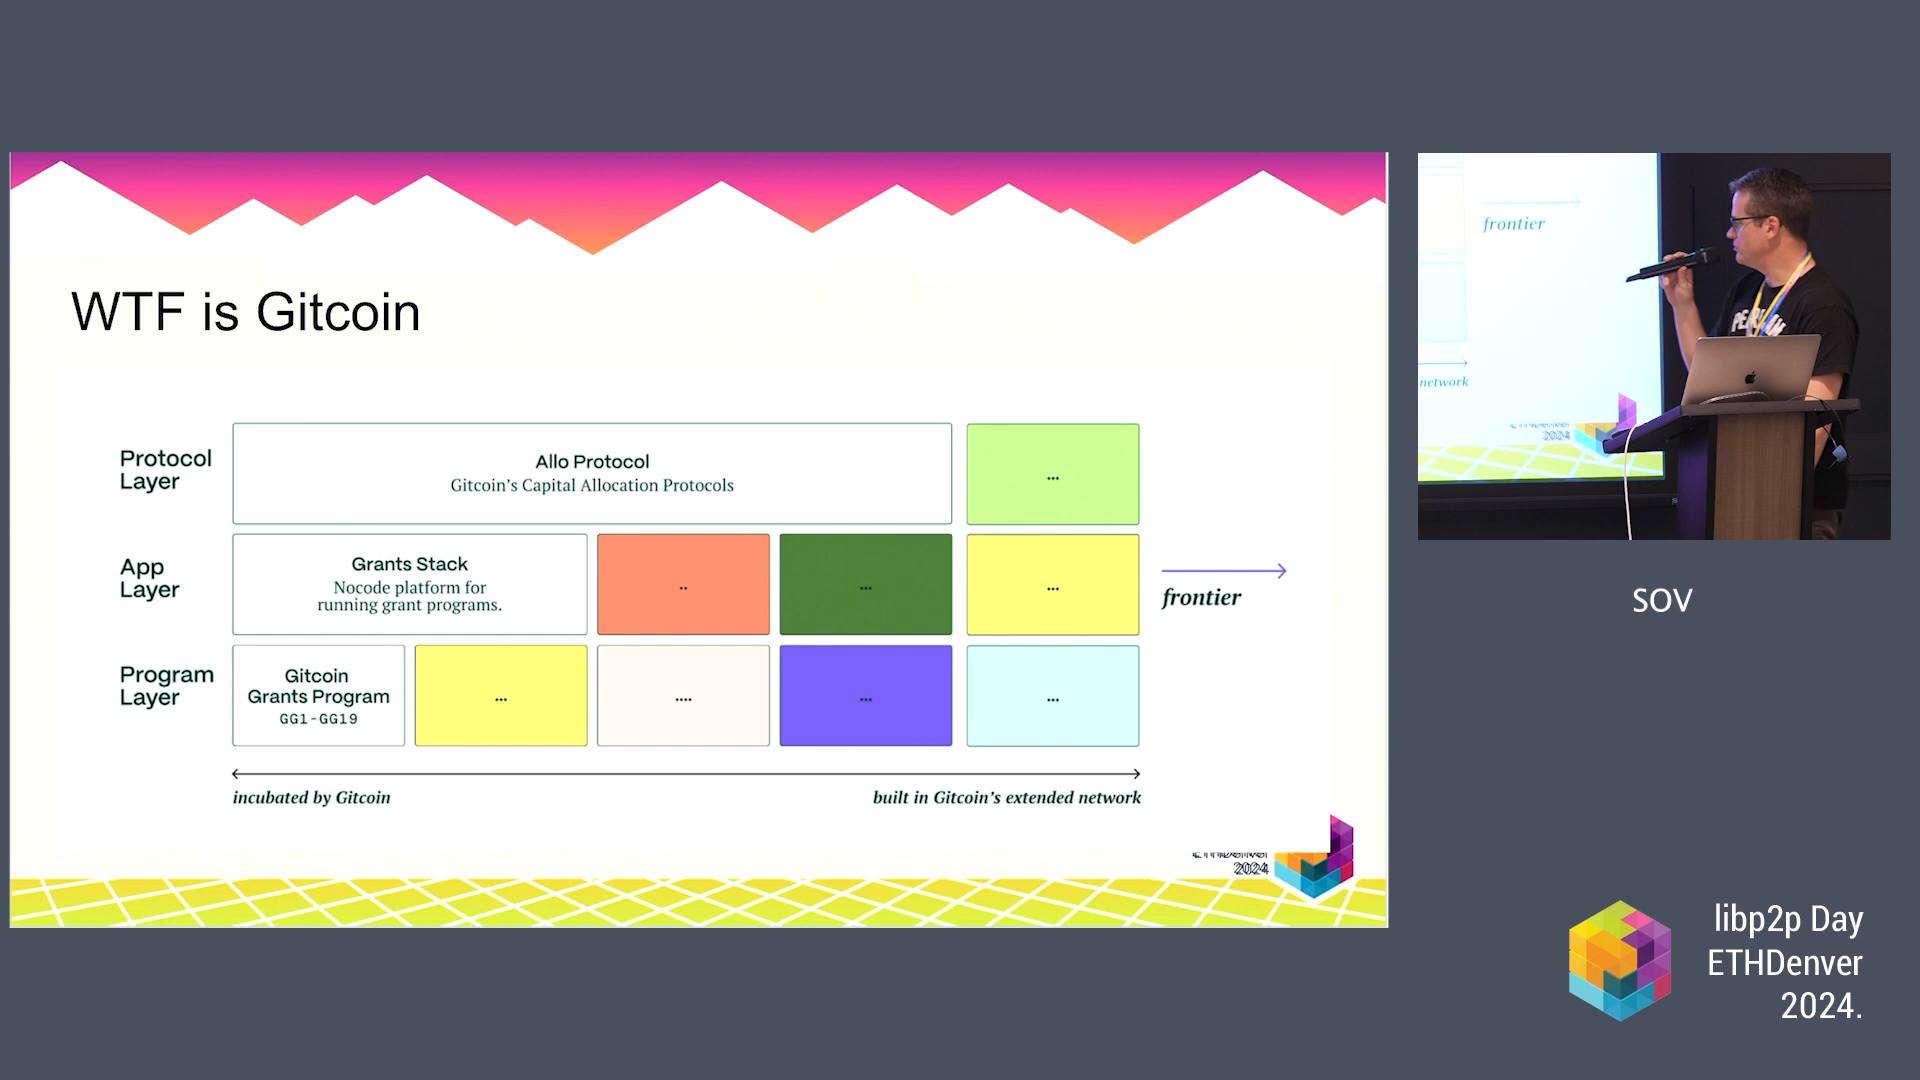 WTF is Gitcoin
Protocol
Layer
Allo Protocol
Gitcoin's Capital Allocation Protocols
...
App
Layer
Grants Stack
Nocode platform for
running grant programs.
..
...
...
frontier
Program
Layer
Gitcoin
Grants Program
GG1-GG19
...
....
...
...
incubated by Gitcoin
built in Gitcoin's extended network
ETHDenver
2024
frontier
network
ETHDenver
2024
SOV
libp2p Day
ETHDenver
2024.